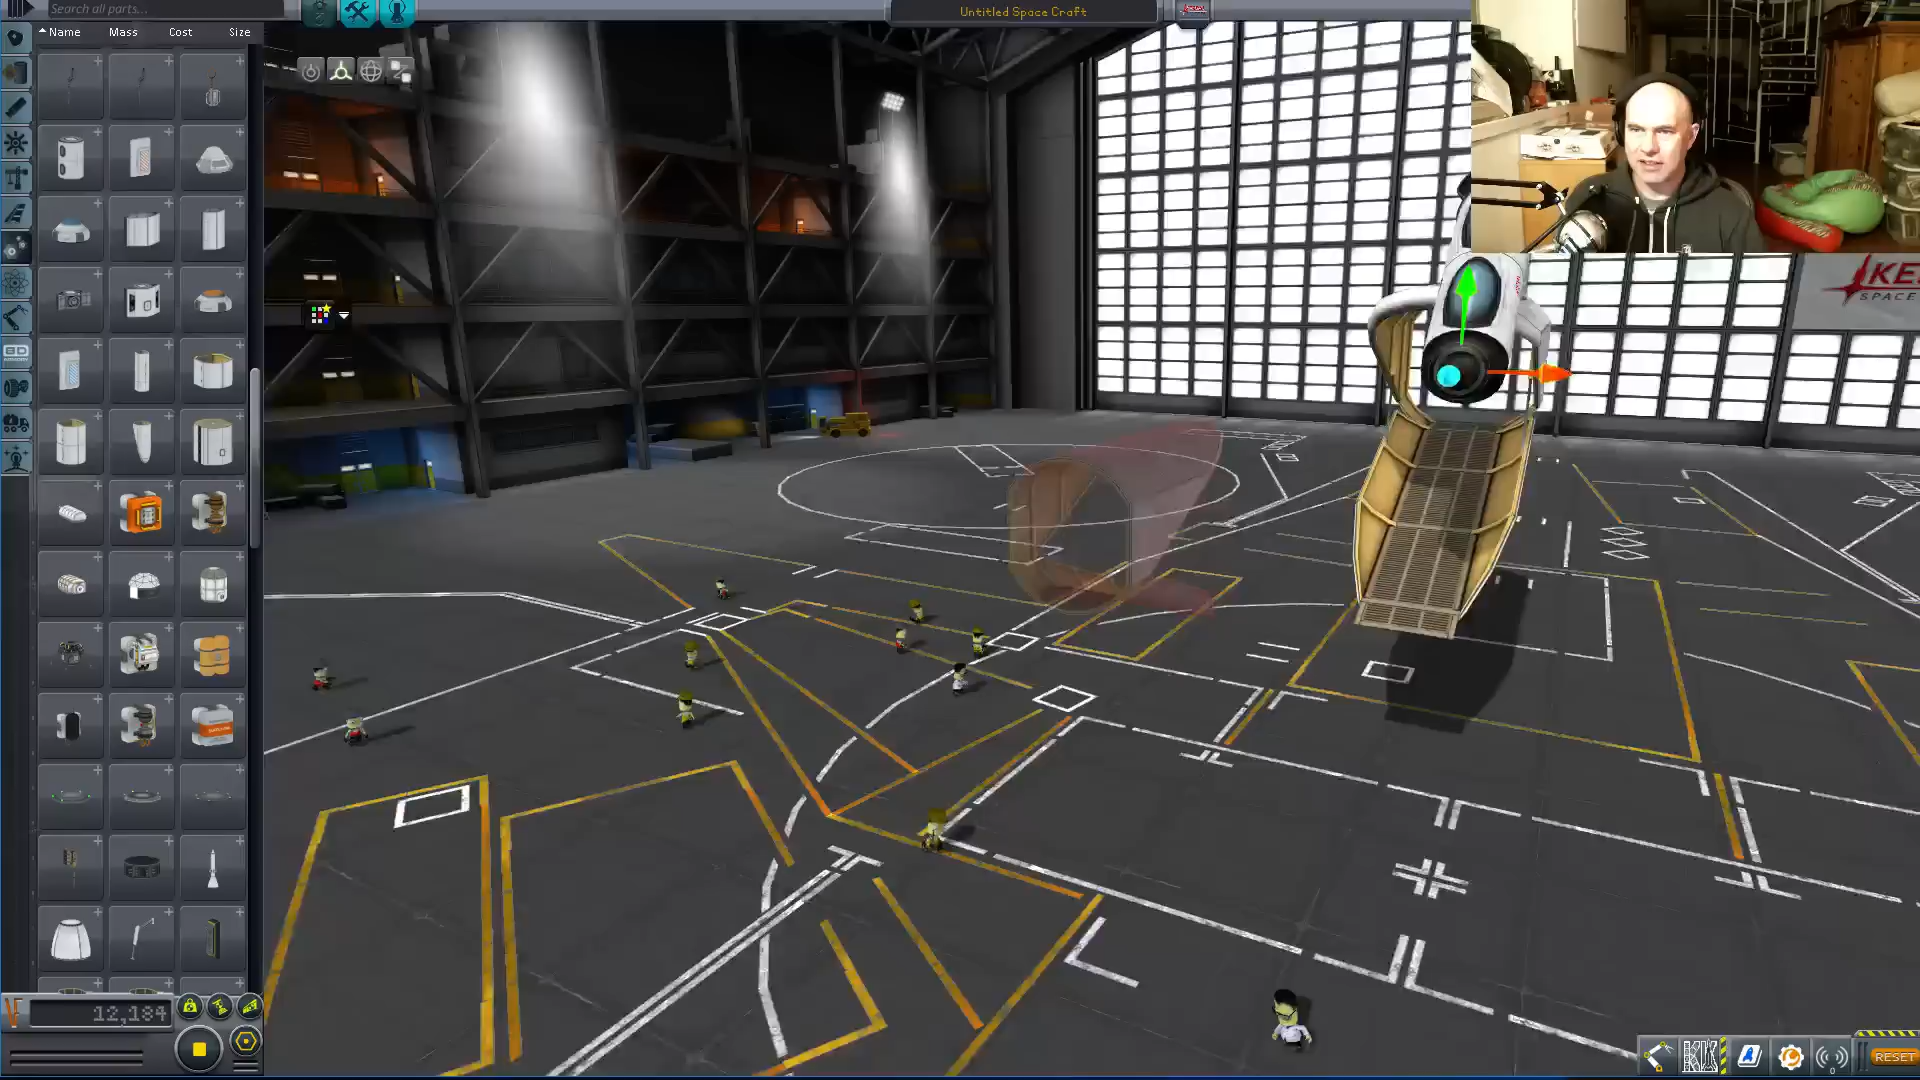 Search all parts...
Untitled Space Craft
Name Mass Cost Size
KE
SPACE
12,184
RESET